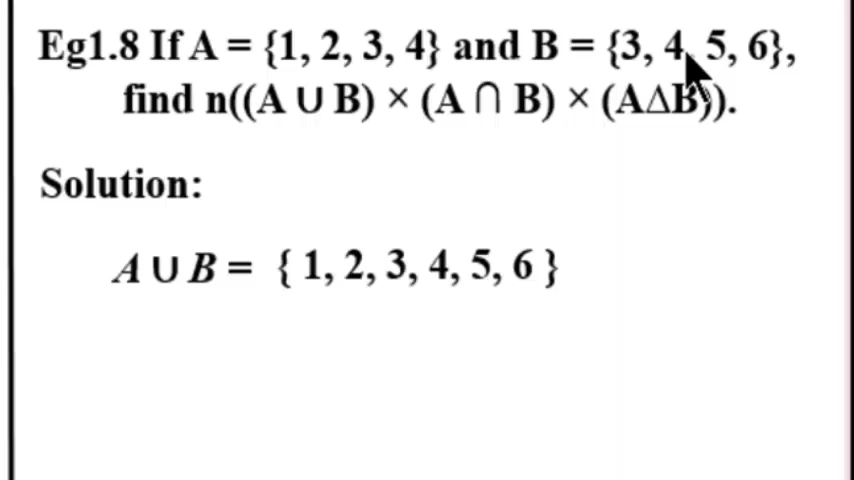 Eg1.8 If A = {1, 2, 3, 4} and B = {3, 4, 5, 6},
find n((A ∪ B) × (A ∩ B) × (A△B)).
Solution:
A ∪ B = { 1, 2, 3, 4, 5, 6 }